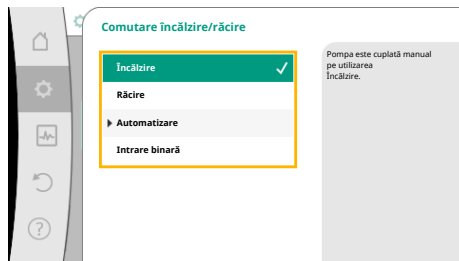 Comutare încălzire/răcire
Încălzire
Răcire
Automatizare
Intrare binară
Pompa este cuplată manual
pe utilizarea
Încălzire.